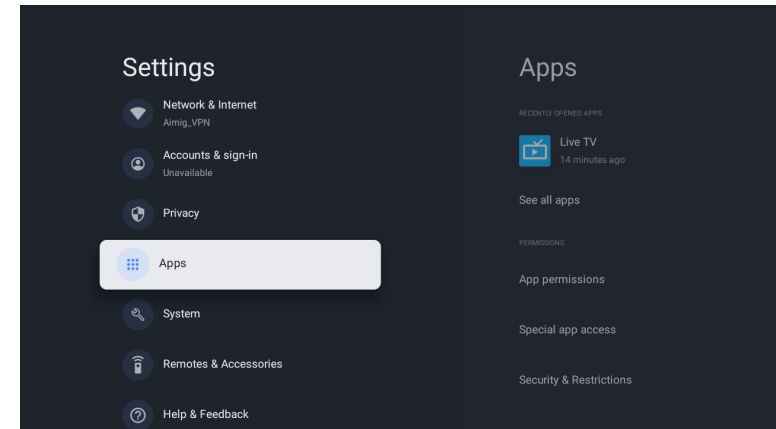 Settings
Network & Internet
Aimig_VPN
Accounts & sign-in
Unavailable
Privacy
Apps
System
Remotes & Accessories
Help & Feedback
Apps
RECENTLY OPENED APPS
Live TV
14 minutes ago
See all apps
PERMISSIONS
App permissions
Special app access
Security & Restrictions